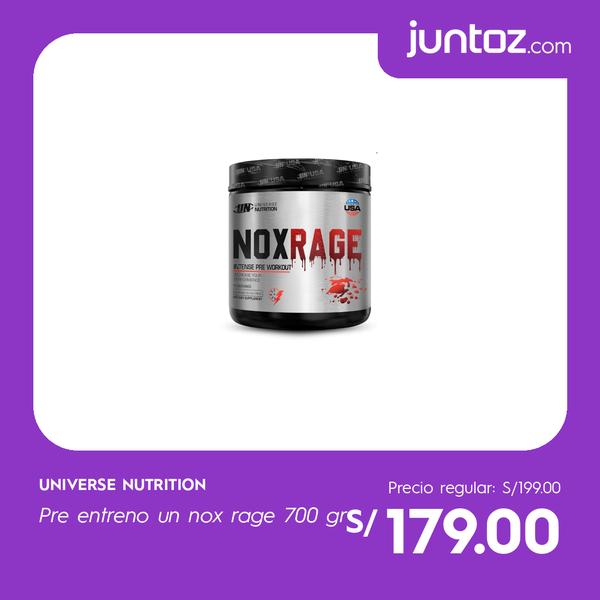 juntoz.com
UN UNIVERSE
NUTRITION
USA
NOXRAGE
INTENSE PRE WORKOUT
UNIVERSE NUTRITION
Precio regular: S/199.00
Pre entreno un nox rage 700 gr
S/ 179.00